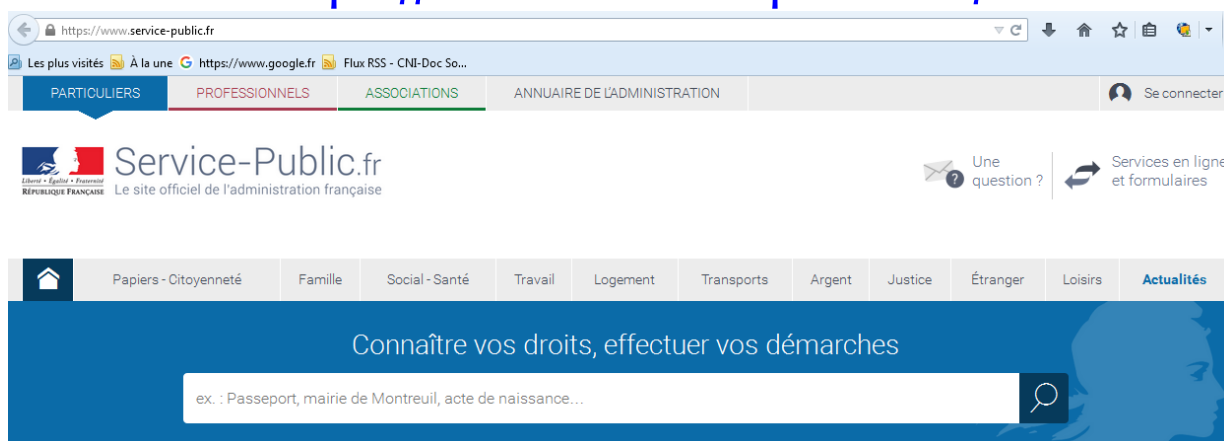 https://www.service-public.fr
Les plus visités À la une https://www.google.fr Flux RSS - CNI-Doc So...
PARTICULIERS PROFESSIONNELS ASSOCIATIONS ANNUAIRE DE L'ADMINISTRATION Se connecter
Service-Public.fr
Liberté • Égalité • Fraternité
RÉPUBLIQUE FRANÇAISE
Le site officiel de l'administration française
Une question ?
Services en ligne et formulaires
Papiers - Citoyenneté Famille Social - Santé Travail Logement Transports Argent Justice Étranger Loisirs Actualités
Connaître vos droits, effectuer vos démarches
ex. : Passeport, mairie de Montreuil, acte de naissance...